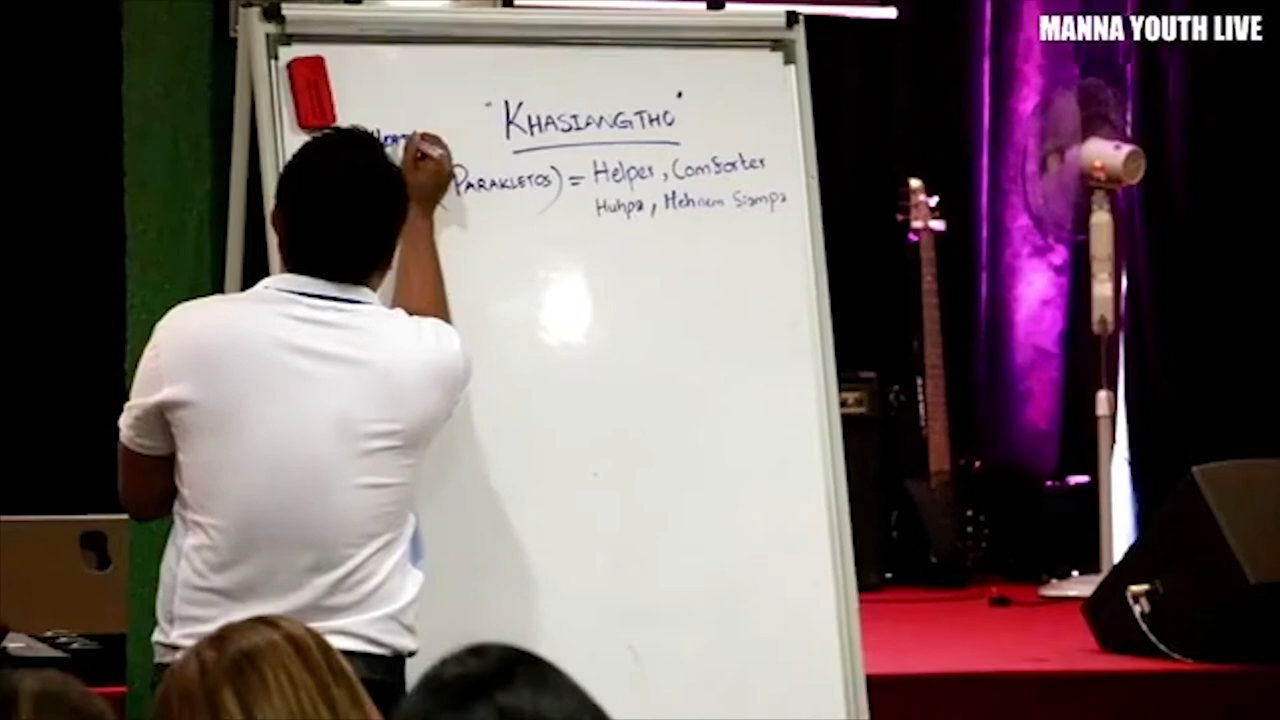 MANNA YOUTH LIVE
"KHASIANGTHO"
(PARAKLETOS) = Helper, Comforter
Huhpa, Hehnem Siampa